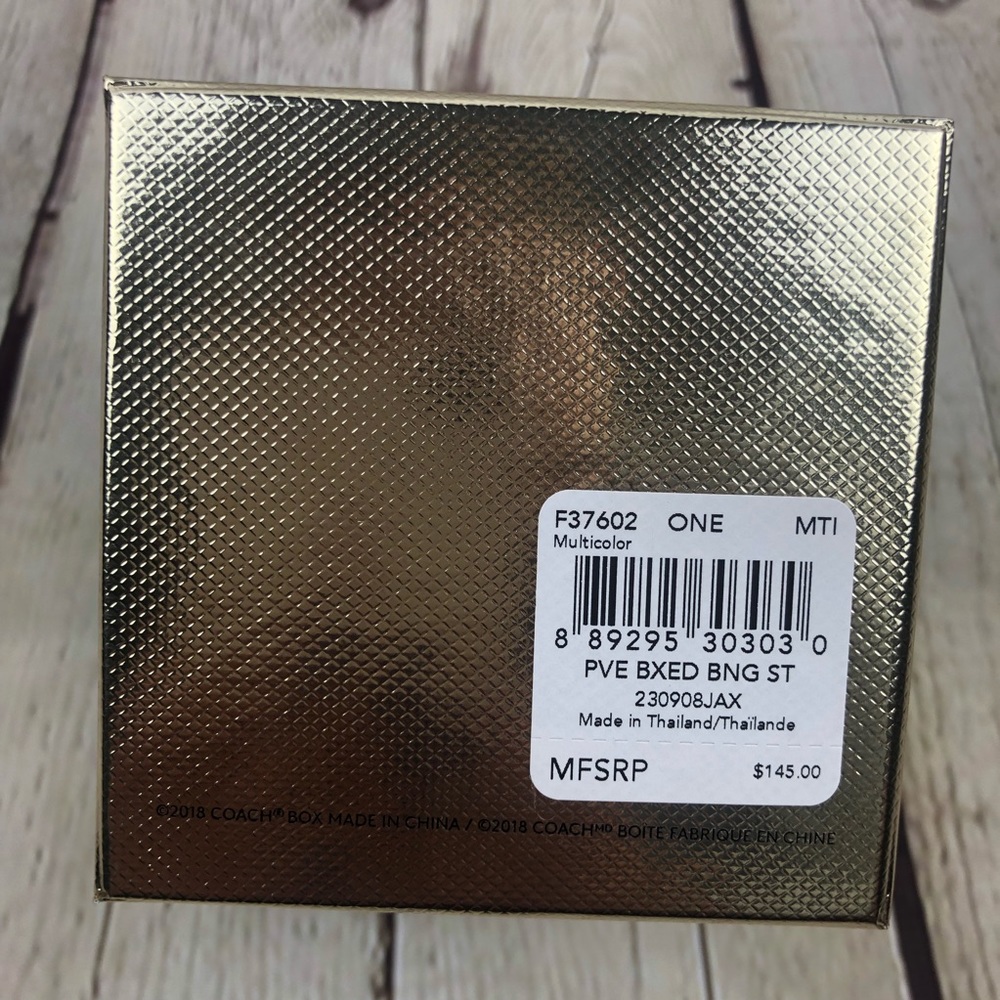 F37602 ONE MTI
Multicolor
8 89295 30303 0
PVE BXED BNG ST
230908JAX
Made in Thailand/Thaïlande
MFSRP $145.00
©2018 COACH® BOX MADE IN CHINA / ©2018 COACHᴹᴰ BOITE FABRIQUE EN CHINE